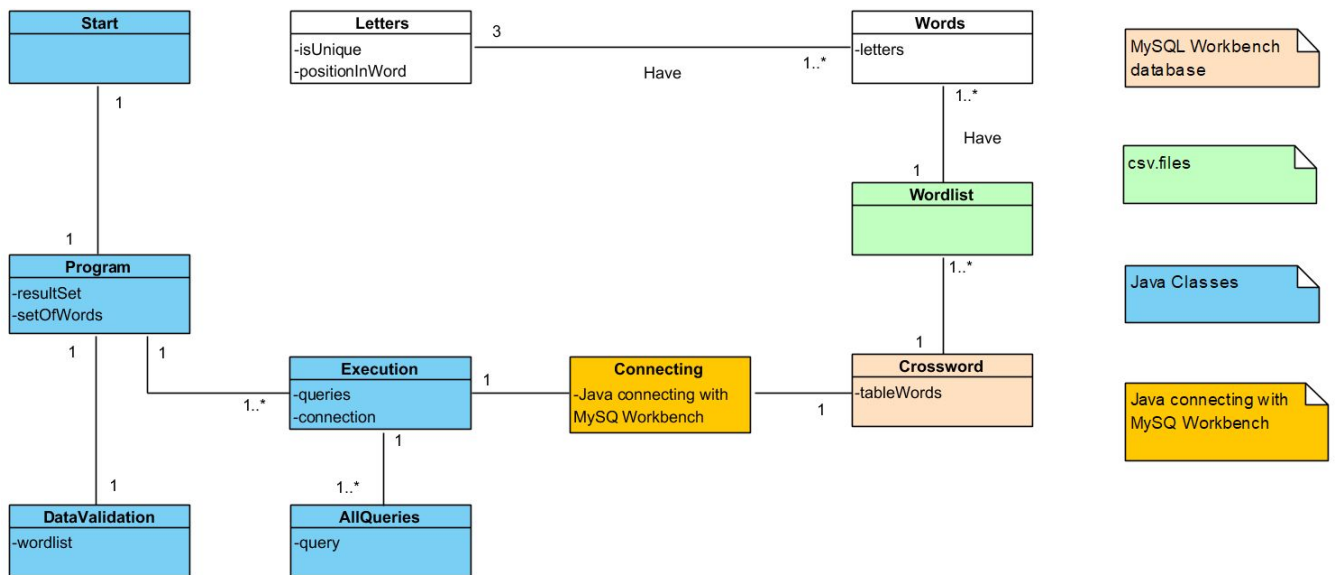 Start
Letters
-isUnique
-positionInWord
3
Have
1..*
Words
-letters
MySQL Workbench
database
1
1..*
Have
csv.files
1
Wordlist
1
Program
-resultSet
-setOfWords
1..*
Java Classes
1
1
1
Execution
-queries
-connection
1..*
1
Connecting
-Java connecting with
MySQ Workbench
1
Crossword
-tableWords
Java connecting with
MySQ Workbench
1
1..*
1
DataValidation
-wordlist
AllQueries
-query